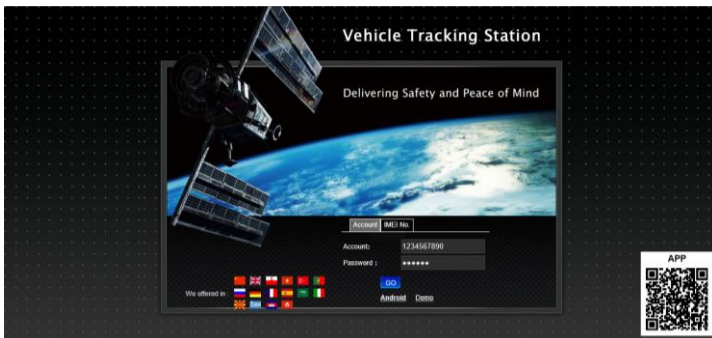 Vehicle Tracking Station
Delivering Safety and Peace of Mind
Account IMEI No.
Account: 1234567890
Password : ••••••
GO
We offered in
Android Demo
APP